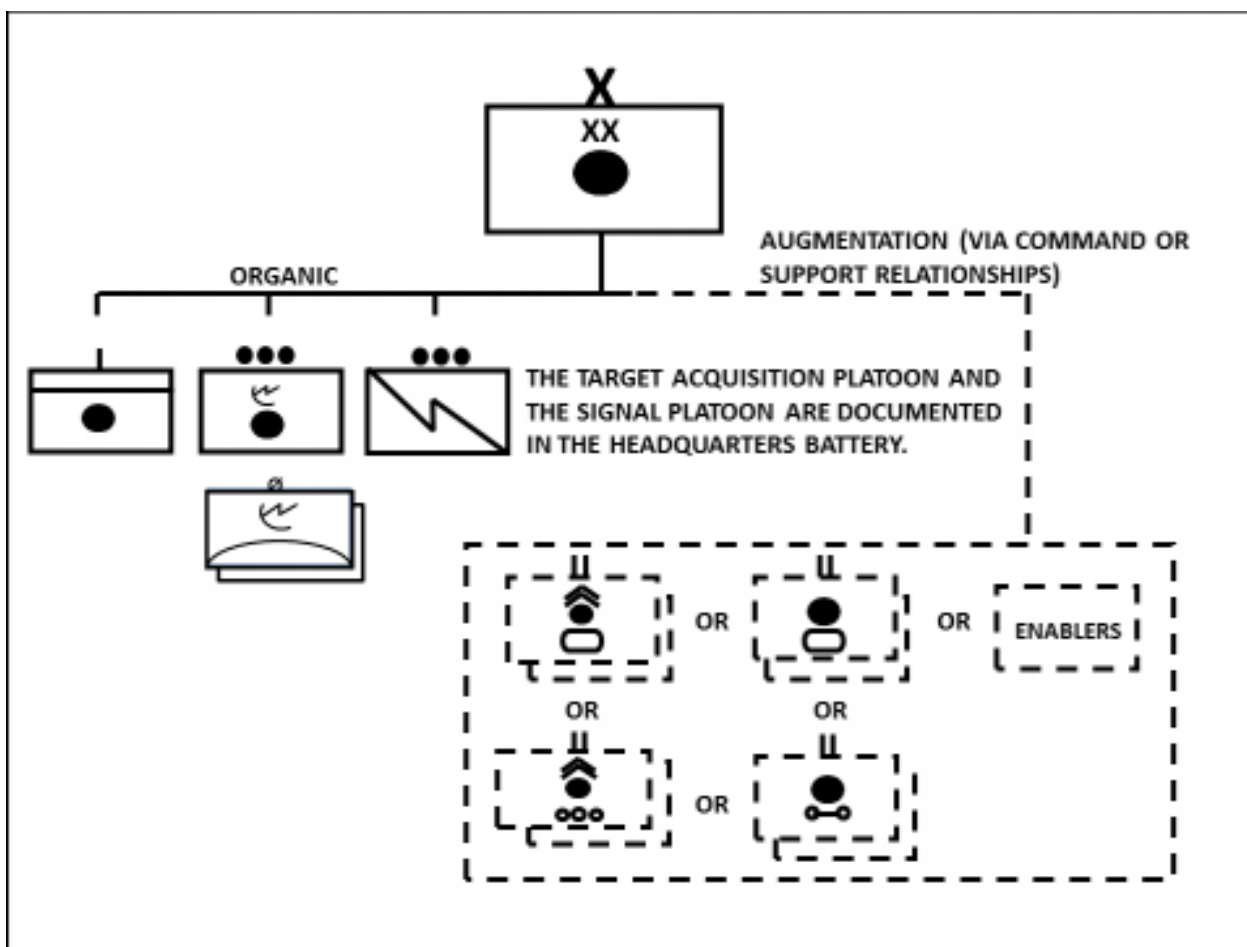 X
XX
AUGMENTATION (VIA COMMAND OR
SUPPORT RELATIONSHIPS)
ORGANIC
THE TARGET ACQUISITION PLATOON AND
THE SIGNAL PLATOON ARE DOCUMENTED
IN THE HEADQUARTERS BATTERY.
Ø
II
II
OR
OR
ENABLERS
OR
OR
II
II
OR